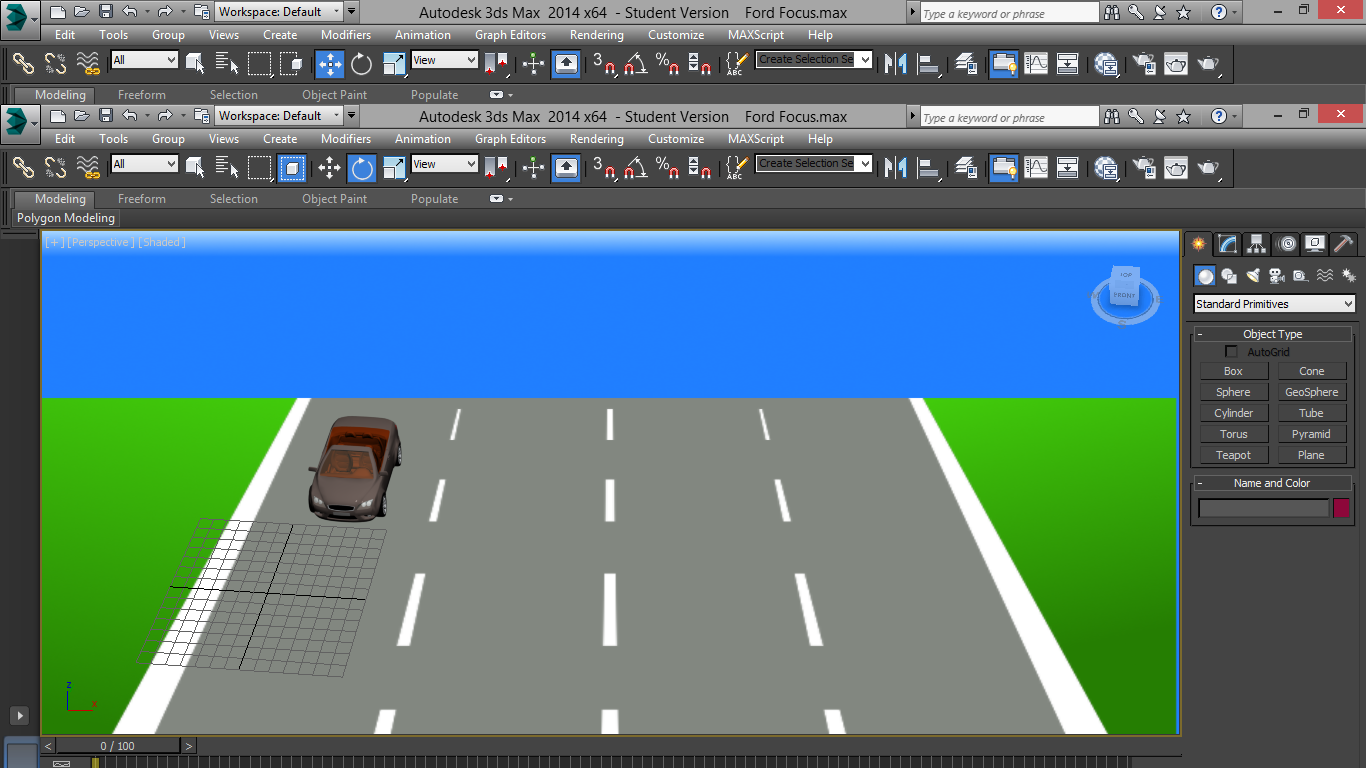 Workspace: Default Autodesk 3ds Max 2014 x64 - Student Version Ford Focus.max Type a keyword or phrase
Edit Tools Group Views Create Modifiers Animation Graph Editors Rendering Customize MAXScript Help
All View 3 % ABC Create Selection Se
Modeling Freeform Selection Object Paint Populate
Workspace: Default Autodesk 3ds Max 2014 x64 - Student Version Ford Focus.max Type a keyword or phrase
Edit Tools Group Views Create Modifiers Animation Graph Editors Rendering Customize MAXScript Help
All View 3 % ABC Create Selection Se
Modeling Freeform Selection Object Paint Populate
Polygon Modeling
[+] [Perspective ] [Shaded ]
TOP
FRONT
Standard Primitives
- Object Type
AutoGrid
Box Cone
Sphere GeoSphere
Cylinder Tube
Torus Pyramid
Teapot Plane
- Name and Color
z
x
< 0 / 100 >